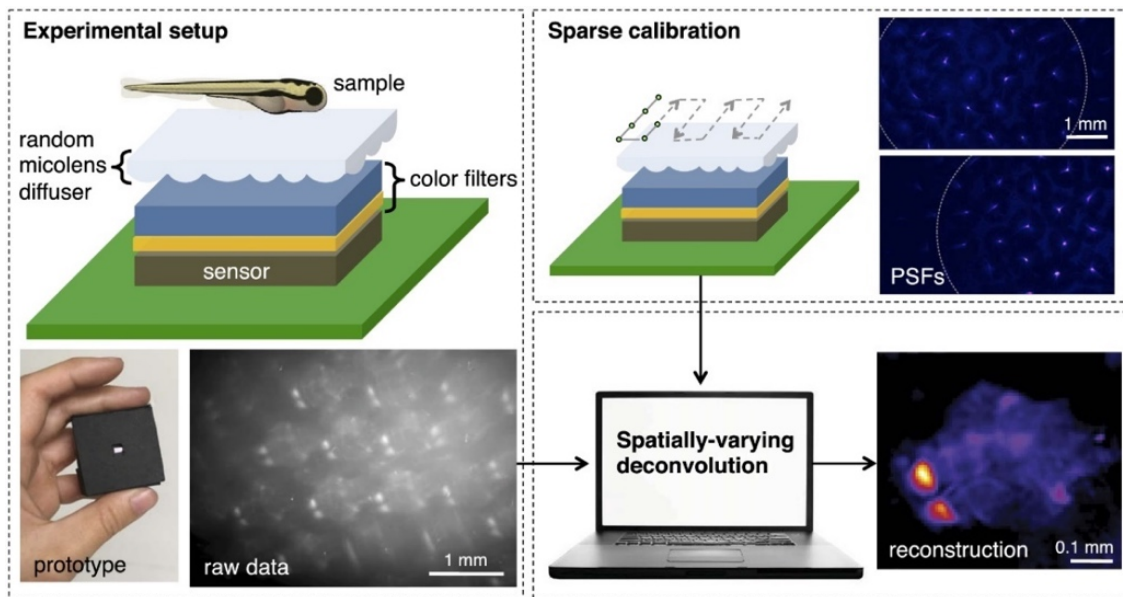 Experimental setup
sample
random
micolens
diffuser
color filters
sensor
prototype
raw data
1 mm
Sparse calibration
1 mm
PSFs
Spatially-varying
deconvolution
reconstruction
0.1 mm